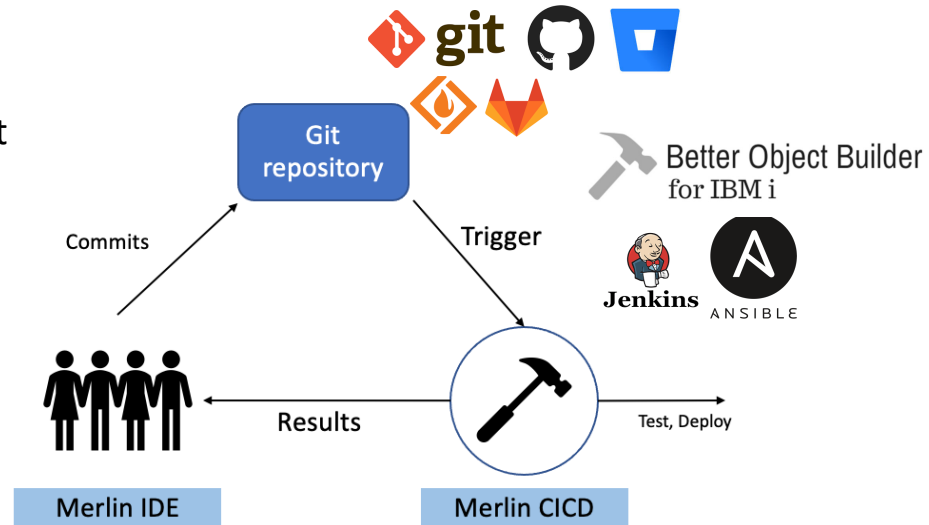 git
t
Git
repository
Better Object Builder
for IBM i
Commits
Trigger
Jenkins
ANSIBLE
Results
Test, Deploy
Merlin IDE
Merlin CICD